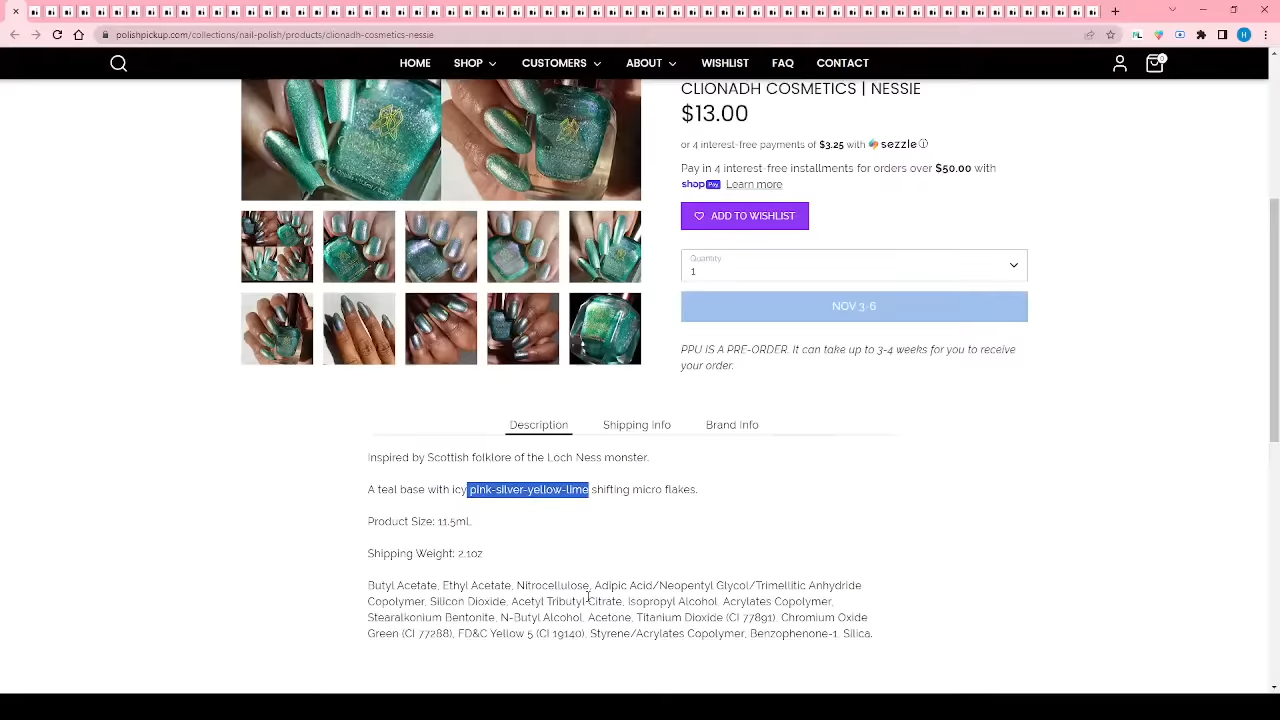 polishpickup.com/collections/nail-polish/products/clionadh-cosmetics-nessie
HOME SHOP CUSTOMERS ABOUT WISHLIST FAQ CONTACT
0
CLIONADH COSMETICS | NESSIE
$13.00
or 4 interest-free payments of $3.25 with sezzle
Pay in 4 interest-free installments for orders over $50.00 with
shop Pay Learn more
ADD TO WISHLIST
Quantity
1
NOV 3-6
PPU IS A PRE-ORDER. It can take up to 3-4 weeks for you to receive
your order.
Description Shipping Info Brand Info
Inspired by Scottish folklore of the Loch Ness monster.
A teal base with icy pink-silver-yellow-lime shifting micro flakes.
Product Size: 11.5mL
Shipping Weight: 2.1oz
Butyl Acetate, Ethyl Acetate, Nitrocellulose, Adipic Acid/Neopentyl Glycol/Trimellitic Anhydride
Copolymer, Silicon Dioxide, Acetyl Tributyl Citrate, Isopropyl Alcohol, Acrylates Copolymer,
Stearalkonium Bentonite, N-Butyl Alcohol, Acetone, Titanium Dioxide (CI 77891), Chromium Oxide
Green (CI 77288), FD&C Yellow 5 (CI 19140), Styrene/Acrylates Copolymer, Benzophenone-1, Silica.